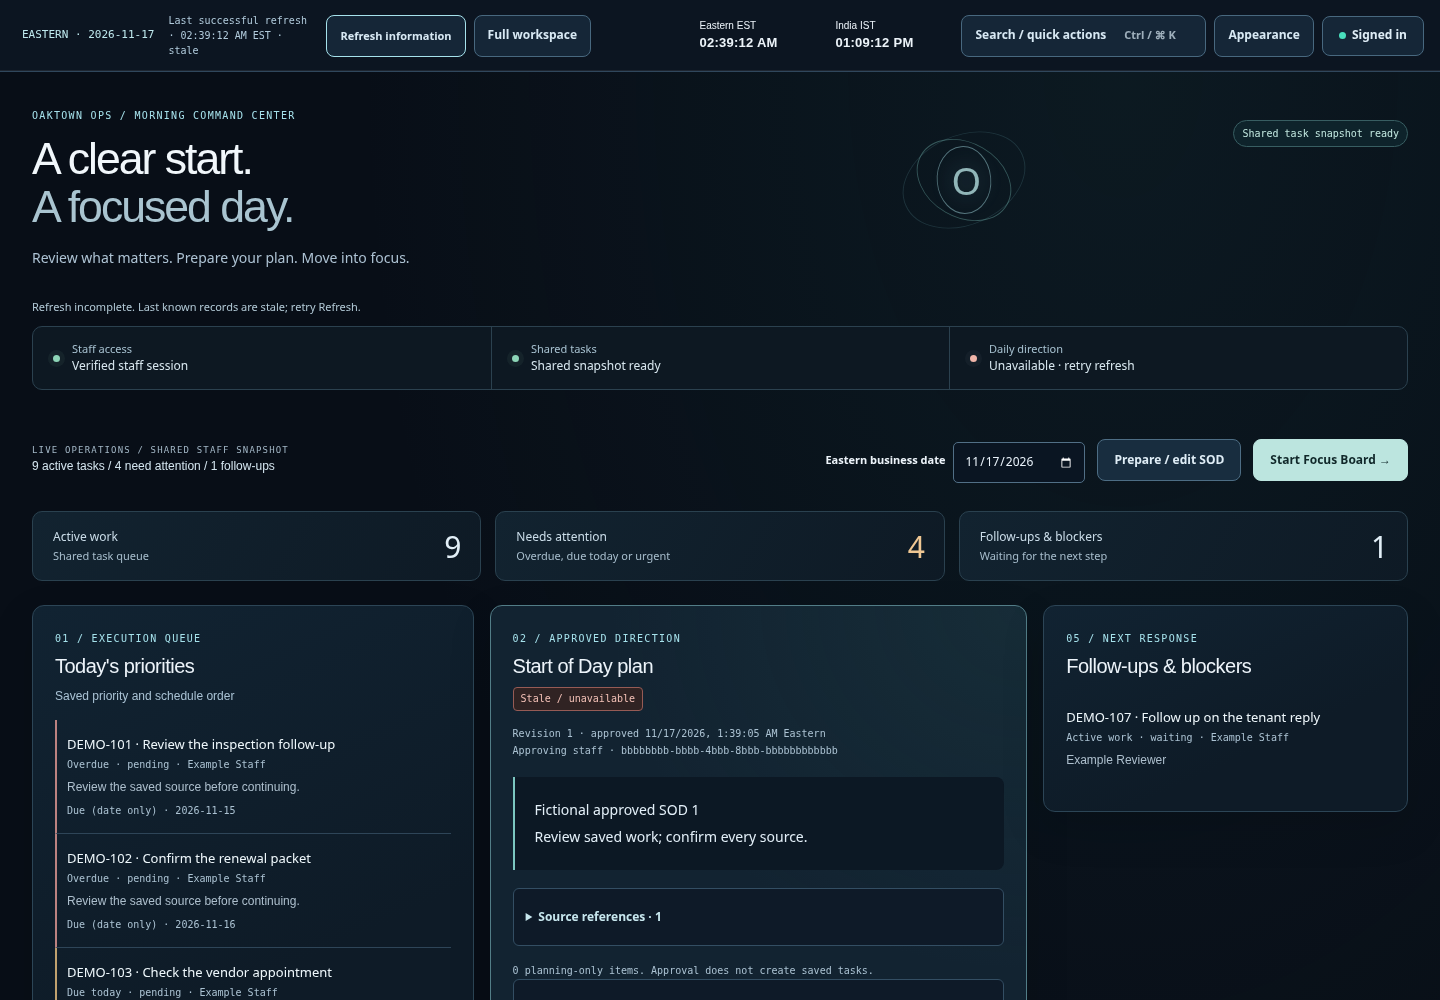 EASTERN · 2026-11-17
Last successful refresh
· 02:39:12 AM EST ·
stale
Refresh information
Full workspace
Eastern EST
02:39:12 AM
India IST
01:09:12 PM
Search / quick actions Ctrl / ⌘ K
Appearance
Signed in
OAKTOWN OPS / MORNING COMMAND CENTER
A clear start.
A focused day.
Review what matters. Prepare your plan. Move into focus.
O
Shared task snapshot ready
Refresh incomplete. Last known records are stale; retry Refresh.
Staff access
Verified staff session
Shared tasks
Shared snapshot ready
Daily direction
Unavailable · retry refresh
LIVE OPERATIONS / SHARED STAFF SNAPSHOT
9 active tasks / 4 need attention / 1 follow-ups
Eastern business date
11/17/2026
Prepare / edit SOD
Start Focus Board →
Active work
Shared task queue
9
Needs attention
Overdue, due today or urgent
4
Follow-ups & blockers
Waiting for the next step
1
01 / EXECUTION QUEUE
Today's priorities
Saved priority and schedule order
DEMO-101 · Review the inspection follow-up
Overdue · pending · Example Staff
Review the saved source before continuing.
Due (date only) · 2026-11-15
DEMO-102 · Confirm the renewal packet
Overdue · pending · Example Staff
Review the saved source before continuing.
Due (date only) · 2026-11-16
DEMO-103 · Check the vendor appointment
Due today · pending · Example Staff
02 / APPROVED DIRECTION
Start of Day plan
Stale / unavailable
Revision 1 · approved 11/17/2026, 1:39:05 AM Eastern
Approving staff · bbbbbbbb-bbbb-4bbb-8bbb-bbbbbbbbbbbb
Fictional approved SOD 1
Review saved work; confirm every source.
▶ Source references · 1
0 planning-only items. Approval does not create saved tasks.
05 / NEXT RESPONSE
Follow-ups & blockers
DEMO-107 · Follow up on the tenant reply
Active work · waiting · Example Staff
Example Reviewer